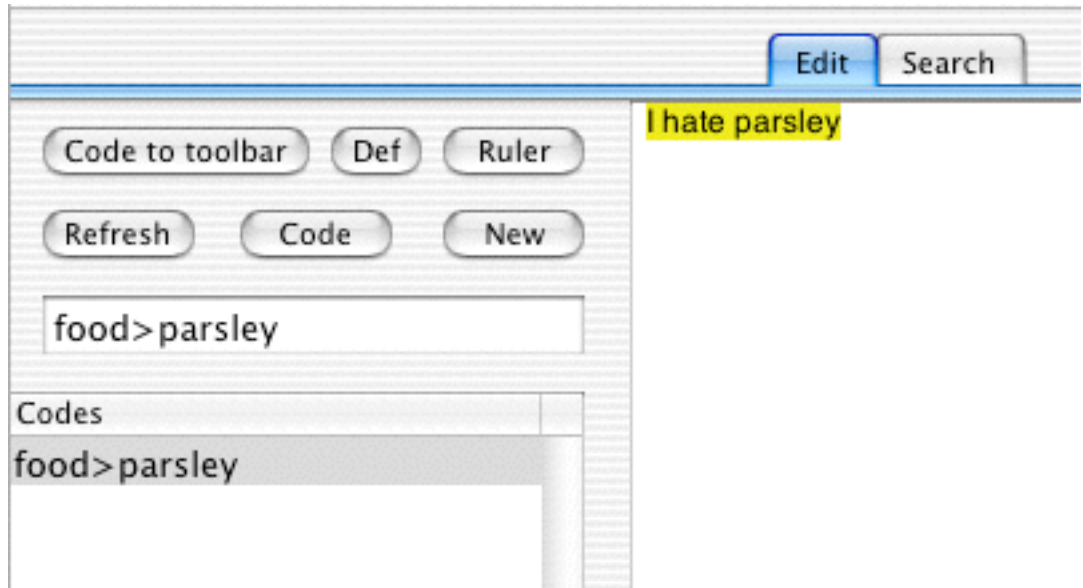 Edit Search
I hate parsley
Code to toolbar Def Ruler
Refresh Code New
food>parsley
Codes
food>parsley